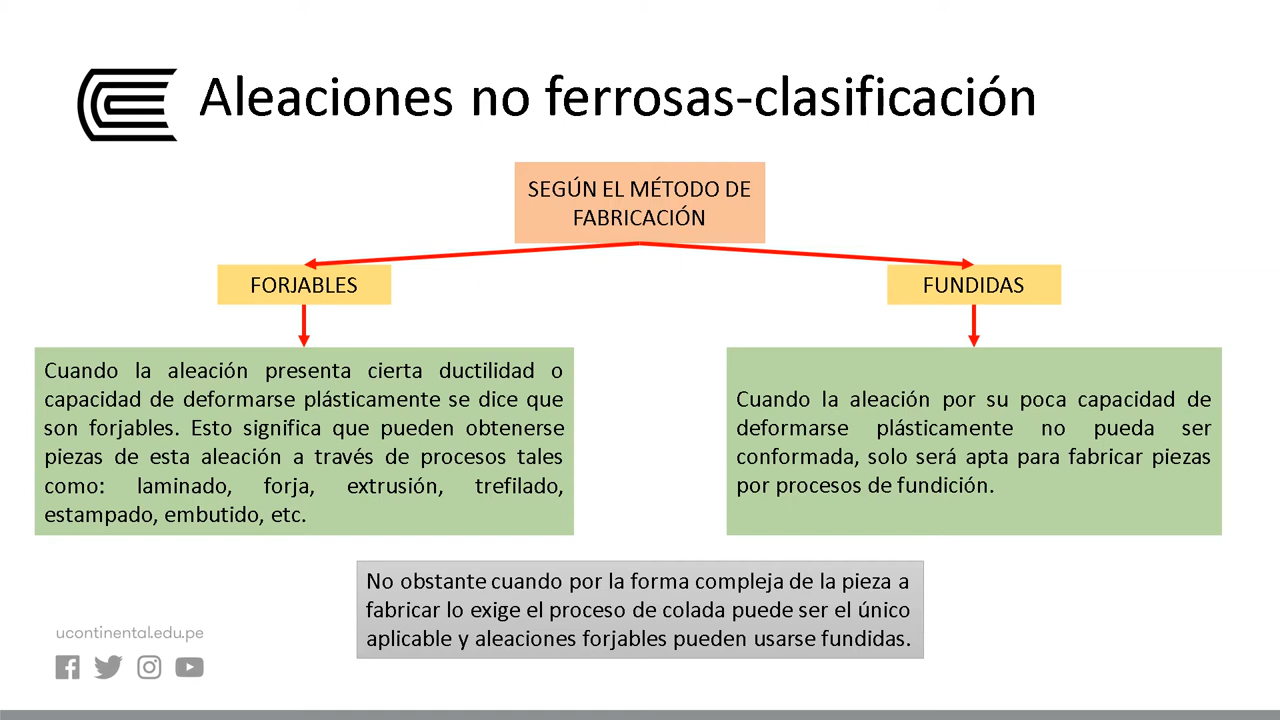 Aleaciones no ferrosas-clasificación
SEGÚN EL MÉTODO DE
FABRICACIÓN
FORJABLES
FUNDIDAS
Cuando la aleación presenta cierta ductilidad o
capacidad de deformarse plásticamente se dice que
son forjables. Esto significa que pueden obtenerse
piezas de esta aleación a través de procesos tales
como: laminado, forja, extrusión, trefilado,
estampado, embutido, etc.
Cuando la aleación por su poca capacidad de
deformarse plásticamente no pueda ser
conformada, solo será apta para fabricar piezas
por procesos de fundición.
No obstante cuando por la forma compleja de la pieza a
fabricar lo exige el proceso de colada puede ser el único
aplicable y aleaciones forjables pueden usarse fundidas.
ucontinental.edu.pe